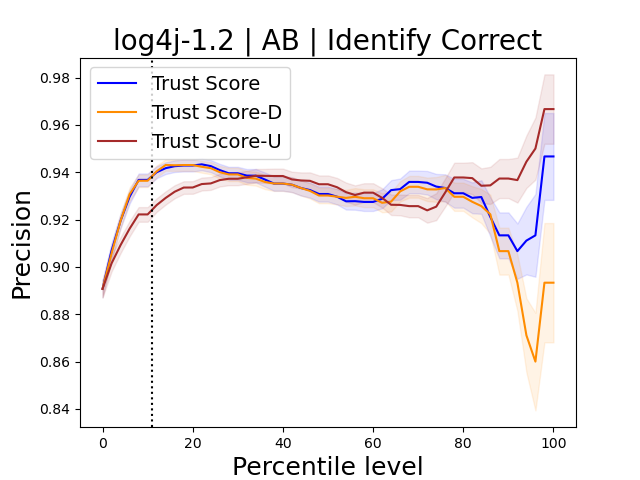 log4j-1.2 | AB | Identify Correct
Trust Score
Trust Score-D
Trust Score-U
0.98
0.96
0.94
0.92
0.90
0.88
0.86
0.84
Precision
0 20 40 60 80 100
Percentile level